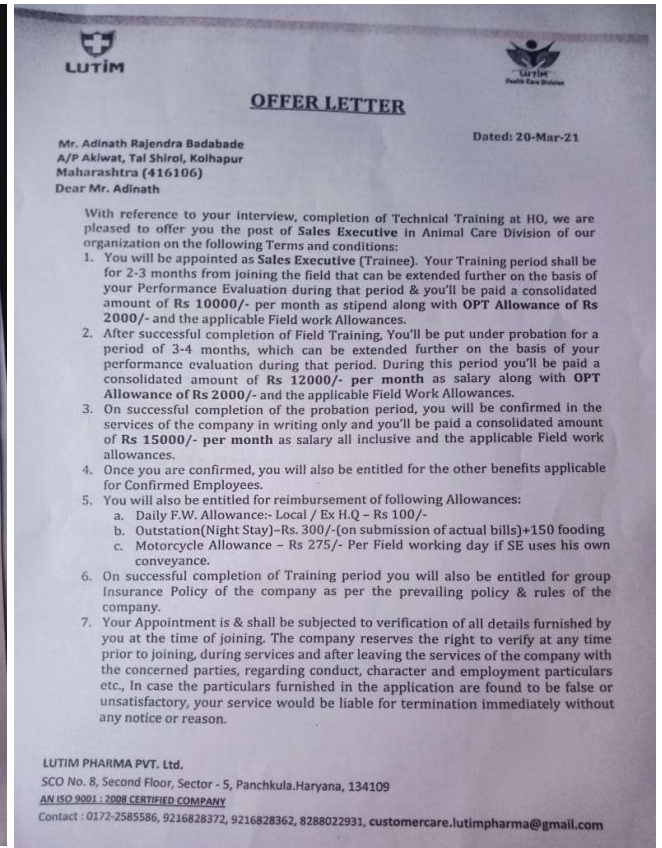 LUTIM
LUTIM
Health Care Division
OFFER LETTER
Dated: 20-Mar-21
Mr. Adinath Rajendra Badabade
A/P Akiwat, Tal Shirol, Kolhapur
Maharashtra (416106)
Dear Mr. Adinath
With reference to your interview, completion of Technical Training at HO, we are
pleased to offer you the post of Sales Executive in Animal Care Division of our
organization on the following Terms and conditions:
1. You will be appointed as Sales Executive (Trainee). Your Training period shall be
for 2-3 months from joining the field that can be extended further on the basis of
your Performance Evaluation during that period & you'll be paid a consolidated
amount of Rs 10000/- per month as stipend along with OPT Allowance of Rs
2000/- and the applicable Field work Allowances.
2. After successful completion of Field Training, You'll be put under probation for a
period of 3-4 months, which can be extended further on the basis of your
performance evaluation during that period. During this period you'll be paid a
consolidated amount of Rs 12000/- per month as salary along with OPT
Allowance of Rs 2000/- and the applicable Field Work Allowances.
3. On successful completion of the probation period, you will be confirmed in the
services of the company in writing only and you'll be paid a consolidated amount
of Rs 15000/- per month as salary all inclusive and the applicable Field work
allowances.
4. Once you are confirmed, you will also be entitled for the other benefits applicable
for Confirmed Employees.
5. You will also be entitled for reimbursement of following Allowances:
a. Daily F.W. Allowance:- Local / Ex H.Q – Rs 100/-
b. Outstation(Night Stay)–Rs. 300/-(on submission of actual bills)+150 fooding
c. Motorcycle Allowance – Rs 275/- Per Field working day if SE uses his own
conveyance.
6. On successful completion of Training period you will also be entitled for group
Insurance Policy of the company as per the prevailing policy & rules of the
company.
7. Your Appointment is & shall be subjected to verification of all details furnished by
you at the time of joining. The company reserves the right to verify at any time
prior to joining, during services and after leaving the services of the company with
the concerned parties, regarding conduct, character and employment particulars
etc., In case the particulars furnished in the application are found to be false or
unsatisfactory, your service would be liable for termination immediately without
any notice or reason.
LUTIM PHARMA PVT. Ltd.
SCO No. 8, Second Floor, Sector - 5, Panchkula.Haryana, 134109
AN ISO 9001 : 2008 CERTIFIED COMPANY
Contact : 0172-2585586, 9216828372, 9216828362, 8288022931, customercare.lutimpharma@gmail.com